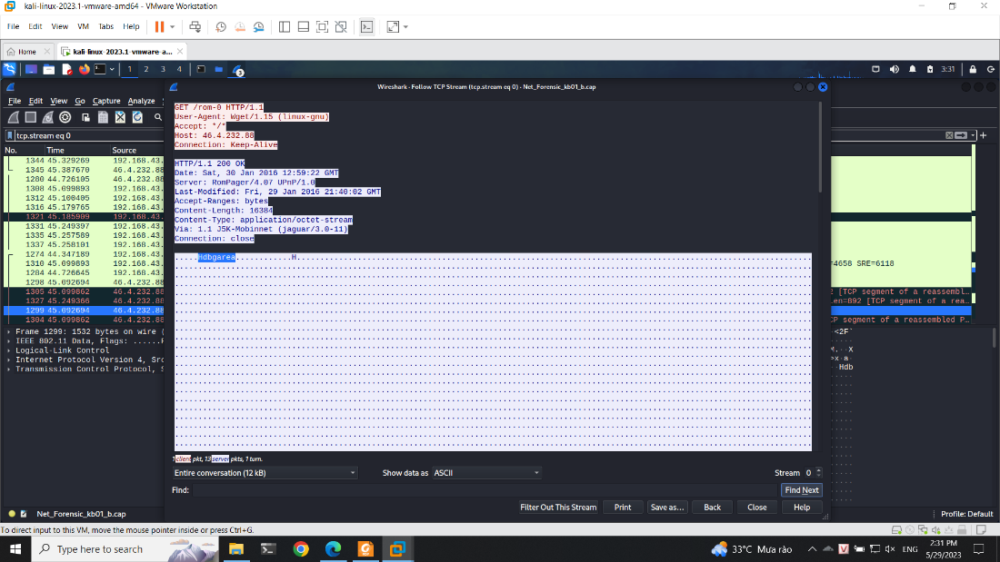 kali-linux-2023.1-vmware-amd64 - VMware Workstation
File Edit View VM Tabs Help
Home kali-linux-2023.1-vmware-a...
1 2 3 4 3 3:31
Wireshark · Follow TCP Stream (tcp.stream eq 0) · Net_Forensic_kb01_b.cap
File Edit View Go Capture Analyze
tcp.stream eq 0
No. Time Source
1344 45.329269 192.168.43.
1345 45.387670 46.4.232.88
1280 44.726105 46.4.232.88
1308 45.099893 192.168.43.
1312 45.100405 192.168.43.
1316 45.179765 192.168.43.
1321 45.185909 192.168.43.
1331 45.249397 192.168.43.
1335 45.257589 192.168.43.
1337 45.258101 192.168.43.
1274 44.347189 192.168.43.
1310 45.099893 192.168.43.
1284 44.726645 192.168.43.
1298 45.092694 46.4.232.88
1305 45.099862 46.4.232.88
1327 45.249366 46.4.232.88
1299 45.092694 46.4.232.88
1304 45.099862 46.4.232.88
=4658 SRE=6118
2 [TCP segment of a reassembl...
Len=892 [TCP segment of a rea...
CP segment of a reassembled P...
Frame 1299: 1532 bytes on wire (
IEEE 802.11 Data, Flags: ......F
Logical-Link Control
Internet Protocol Version 4, Src
Transmission Control Protocol, S
GET /rom-0 HTTP/1.1
User-Agent: Wget/1.15 (linux-gnu)
Accept: */*
Host: 46.4.232.88
Connection: Keep-Alive
HTTP/1.1 200 OK
Date: Sat, 30 Jan 2016 12:59:22 GMT
Server: RomPager/4.07 UPnP/1.0
Last-Modified: Fri, 29 Jan 2016 21:40:02 GMT
Accept-Ranges: bytes
Content-Length: 16384
Content-Type: application/octet-stream
Via: 1.1 J5K-Mobinnet (jaguar/3.0-11)
Connection: close
.....Hdbgarea............H.
<2F`
M. X
·Hdb
1 client pkt, 13 server pkts, 1 turn.
Entire conversation (12 kB) Show data as ASCII Stream 0
Find: Find Next
Filter Out This Stream Print Save as... Back Close Help
Net_Forensic_kb01_b.cap Profile: Default
To direct input to this VM, move the mouse pointer inside or press Ctrl+G.
Type here to search 33°C Mưa rào V ENG 2:31 PM
5/29/2023